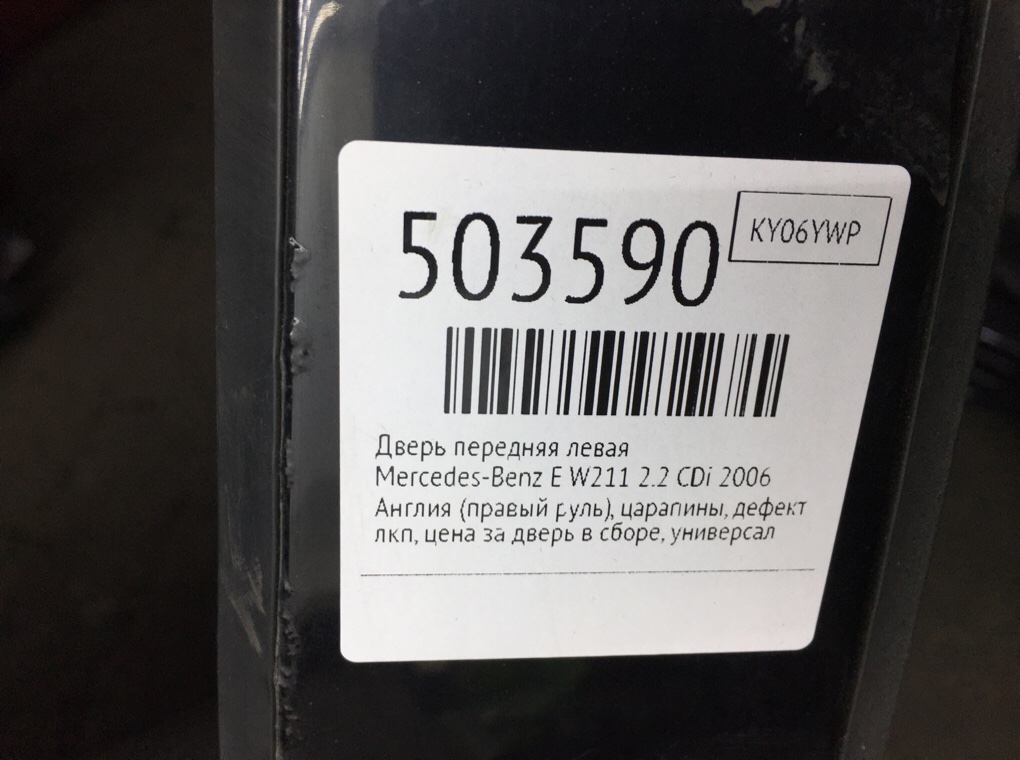 503590
KY06YWP
Дверь передняя левая
Mercedes-Benz E W211 2.2 CDi 2006
Англия (правый руль), царапины, дефект
лкп, цена за дверь в сборе, универсал